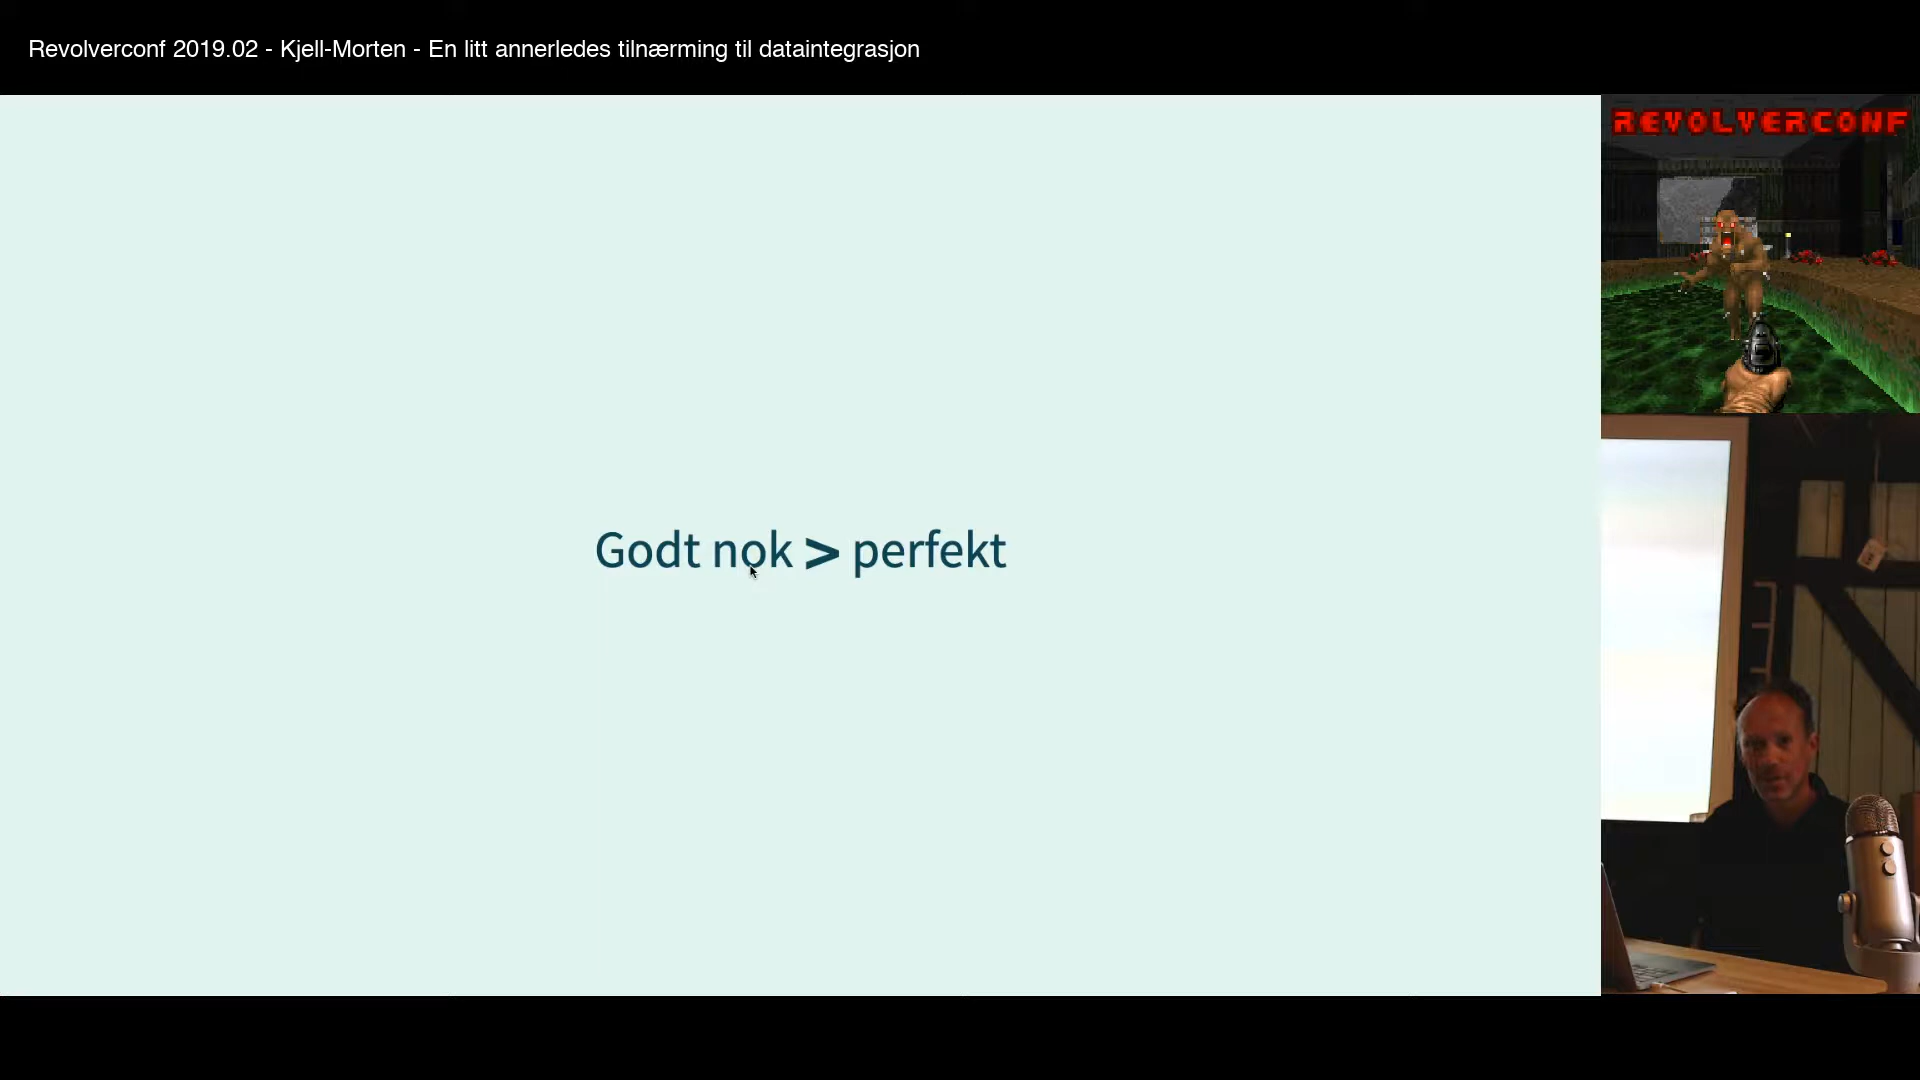 Revolverconf 2019.02 - Kjell-Morten - En litt annerledes tilnærming til dataintegrasjon
REVOLVERCONF
Godt nok > perfekt